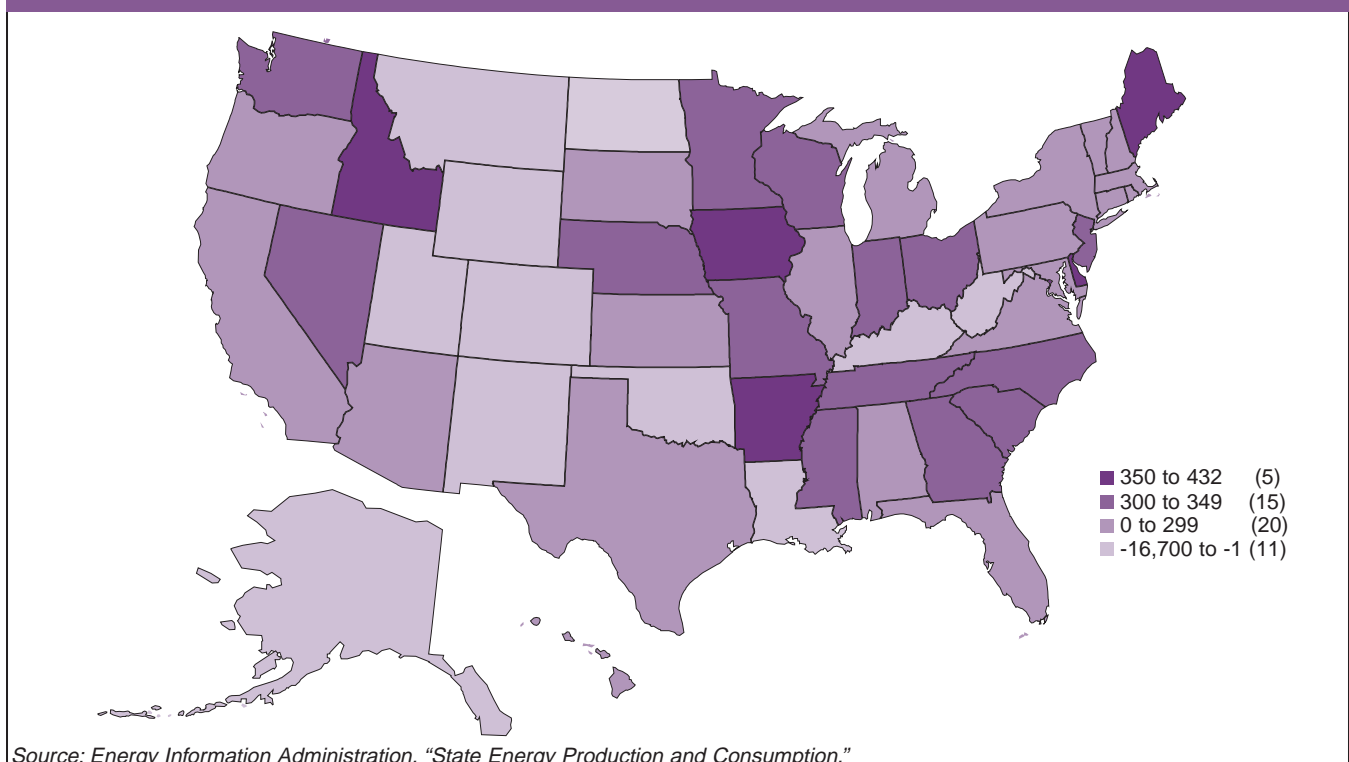 350 to 432 (5)
300 to 349 (15)
0 to 299 (20)
-16,700 to -1 (11)
Source: Energy Information Administration, “State Energy Production and Consumption.”